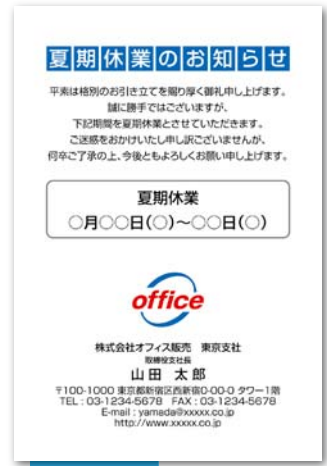 夏期休業のお知らせ
平素は格別のお引き立てを賜り厚く御礼申し上げます。
誠に勝手ではございますが、
下記期間を夏期休業とさせていただきます。
ご迷惑をおかけいたし申し訳ございませんが、
何卒ご了承の上、今後ともよろしくお願い申し上げます。
夏期休業
○月○○日(○)~○○日(○)
office
株式会社オフィス販売 東京支社
取締役支社長
山田 太郎
〒100-1000 東京都新宿区西新宿0-00-0 タワー1階
TEL : 03-1234-5678 FAX : 03-1234-5678
E-mail : yamada@xxxxx.co.jp
http://www.xxxxx.co.jp